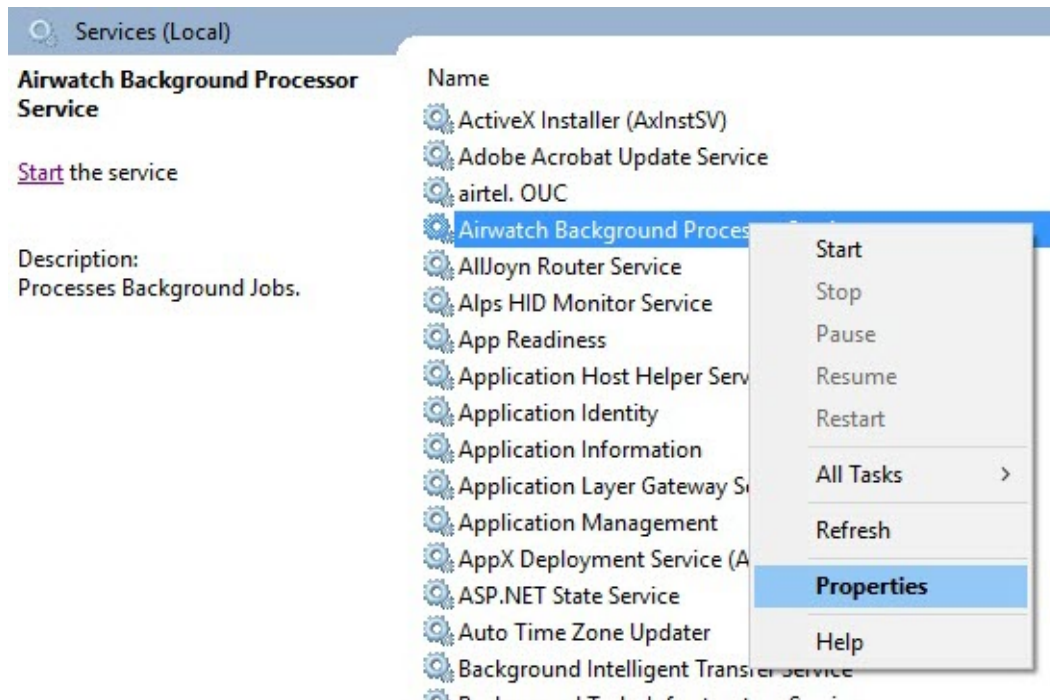 Services (Local)
Airwatch Background Processor
Service
Start the service
Description:
Processes Background Jobs.
Name
ActiveX Installer (AxInstSV)
Adobe Acrobat Update Service
airtel. OUC
Airwatch Background Proces
AllJoyn Router Service
Alps HID Monitor Service
App Readiness
Application Host Helper Serv
Application Identity
Application Information
Application Layer Gateway Se
Application Management
AppX Deployment Service (A
ASP.NET State Service
Auto Time Zone Updater
Background Intelligent Transfer Service
Start
Stop
Pause
Resume
Restart
All Tasks
Refresh
Properties
Help